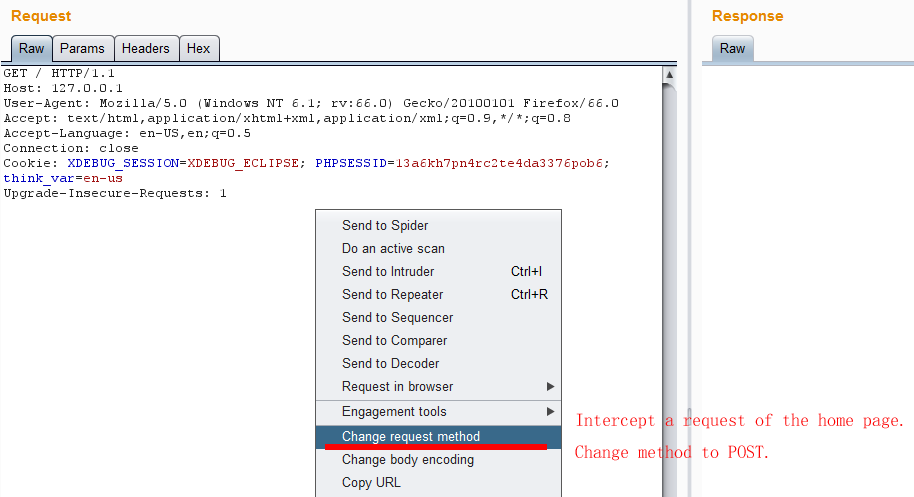 Request
Response
Raw Params Headers Hex
Raw
GET / HTTP/1.1
Host: 127.0.0.1
User-Agent: Mozilla/5.0 (Windows NT 6.1; rv:66.0) Gecko/20100101 Firefox/66.0
Accept: text/html,application/xhtml+xml,application/xml;q=0.9,*/*;q=0.8
Accept-Language: en-US,en;q=0.5
Connection: close
Cookie: XDEBUG_SESSION=XDEBUG_ECLIPSE; PHPSESSID=13a6kh7pn4rc2te4da3376pob6;
think_var=en-us
Upgrade-Insecure-Requests: 1
Send to Spider
Do an active scan
Send to Intruder Ctrl+I
Send to Repeater Ctrl+R
Send to Sequencer
Send to Comparer
Send to Decoder
Request in browser
Engagement tools
Change request method
Change body encoding
Copy URL
Intercept a request of the home page.
Change method to POST.